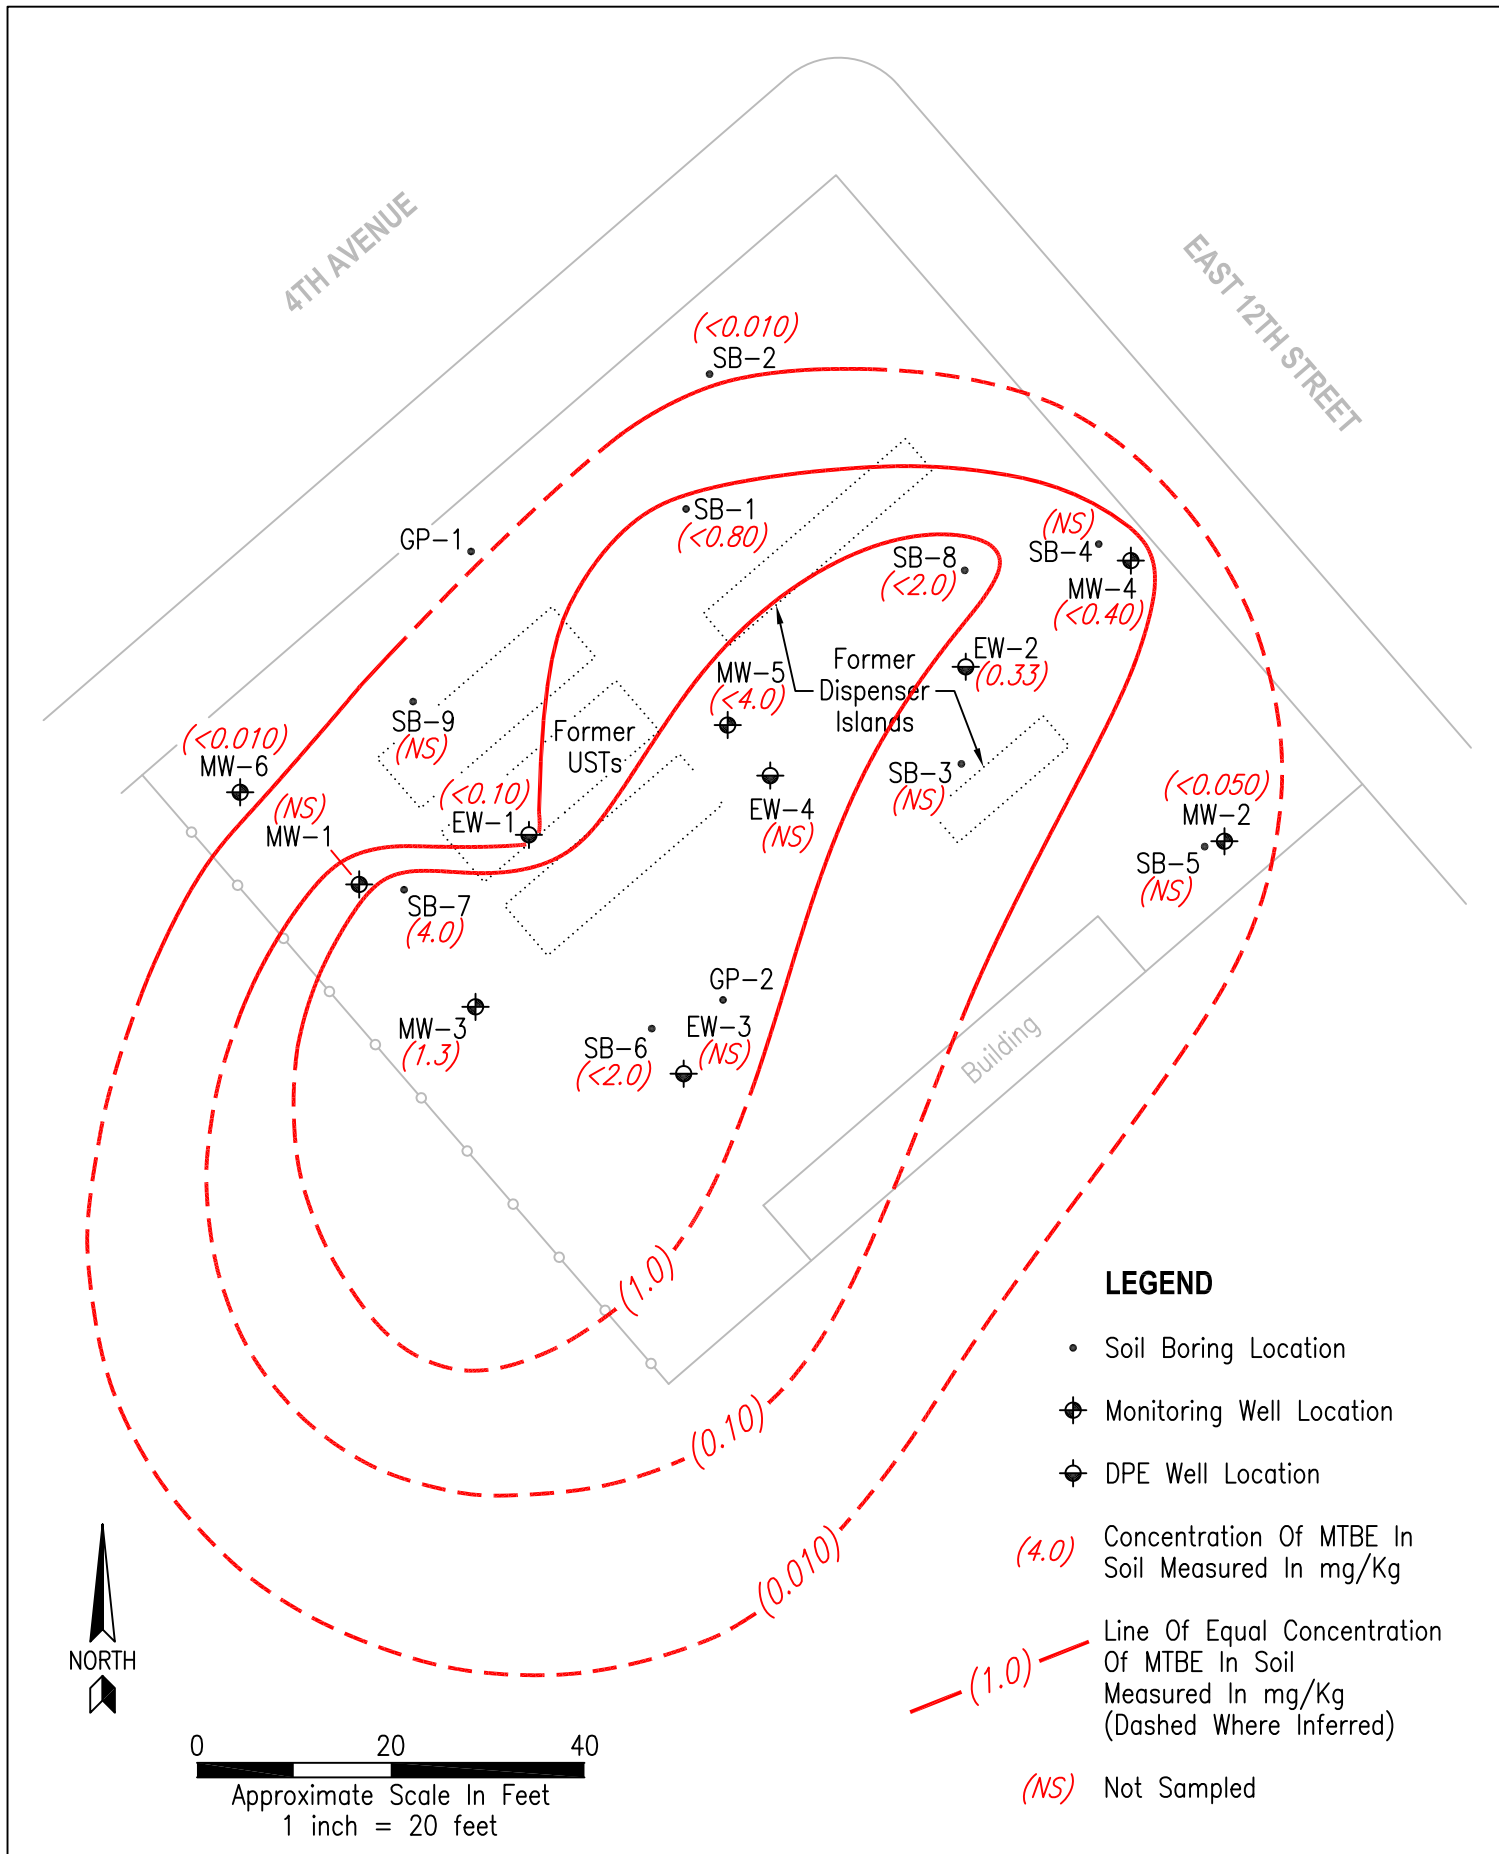 4TH AVENUE
EAST 12TH STREET
(<0.010)
SB-2
GP-1
SB-1
(<0.80)
(NS)
SB-4
MW-4
(<0.40)
SB-8
(<2.0)
EW-2
(0.33)
Former
Dispenser
Islands
MW-5
(<4.0)
SB-9
(NS)
Former
USTs
(<0.010)
MW-6
(NS)
MW-1
(<0.10)
EW-1
EW-4
(NS)
SB-3
(NS)
(<0.050)
MW-2
SB-5
(NS)
SB-7
(4.0)
MW-3
(1.3)
GP-2
EW-3
(NS)
SB-6
(<2.0)
Building
(1.0)
(0.10)
(0.010)
LEGEND
Soil Boring Location
Monitoring Well Location
DPE Well Location
(4.0) Concentration Of MTBE In
Soil Measured In mg/Kg
Line Of Equal Concentration
Of MTBE In Soil
(1.0) Measured In mg/Kg
(Dashed Where Inferred)
(NS) Not Sampled
NORTH
0 20 40
Approximate Scale In Feet
1 inch = 20 feet